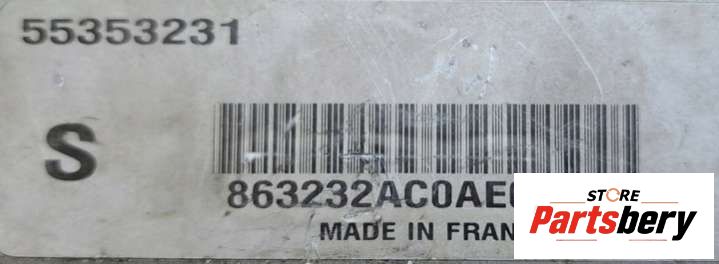 55353231
S
863232AC0AE
MADE IN FRAN
STORE
Partsbery